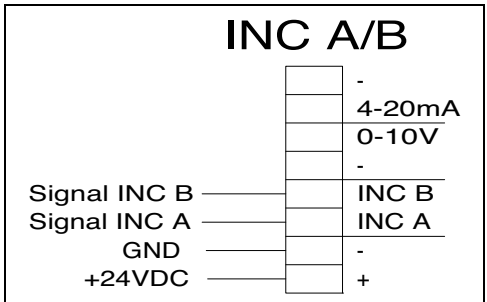 INC A/B
-
4-20mA
0-10V
-
Signal INC B INC B
Signal INC A INC A
GND -
+24VDC +